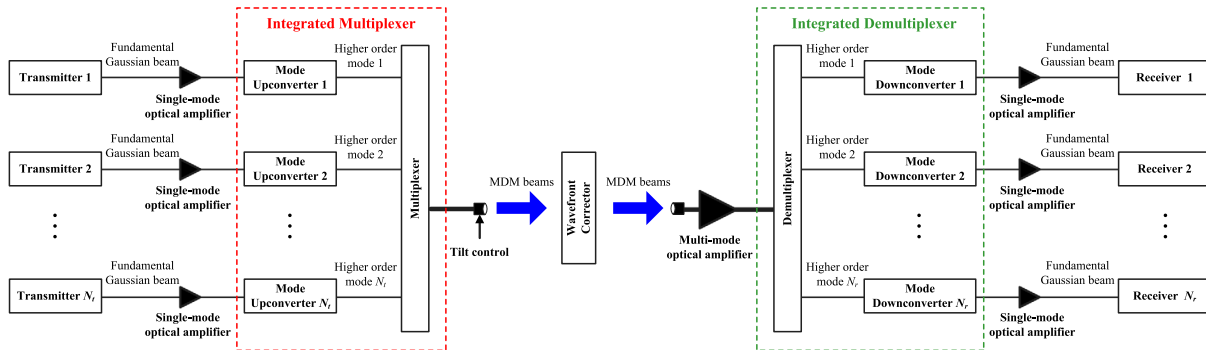 Integrated Multiplexer
Integrated Demultiplexer
Transmitter 1
Fundamental
Gaussian beam
Single-mode
optical amplifier
Mode
Upconverter 1
Higher order
mode 1
Transmitter 2
Fundamental
Gaussian beam
Single-mode
optical amplifier
Mode
Upconverter 2
Higher order
mode 2
Transmitter Nt
Fundamental
Gaussian beam
Single-mode
optical amplifier
Mode
Upconverter Nt
Higher order
mode Nt
Multiplexer
Tilt control
MDM beams
Wavefront
Corrector
MDM beams
Multi-mode
optical amplifier
Demultiplexer
Higher order
mode 1
Mode
Downconverter 1
Single-mode
optical amplifier
Fundamental
Gaussian beam
Receiver 1
Higher order
mode 2
Mode
Downconverter 2
Single-mode
optical amplifier
Fundamental
Gaussian beam
Receiver 2
Higher order
mode Nr
Mode
Downconverter Nr
Single-mode
optical amplifier
Fundamental
Gaussian beam
Receiver Nr